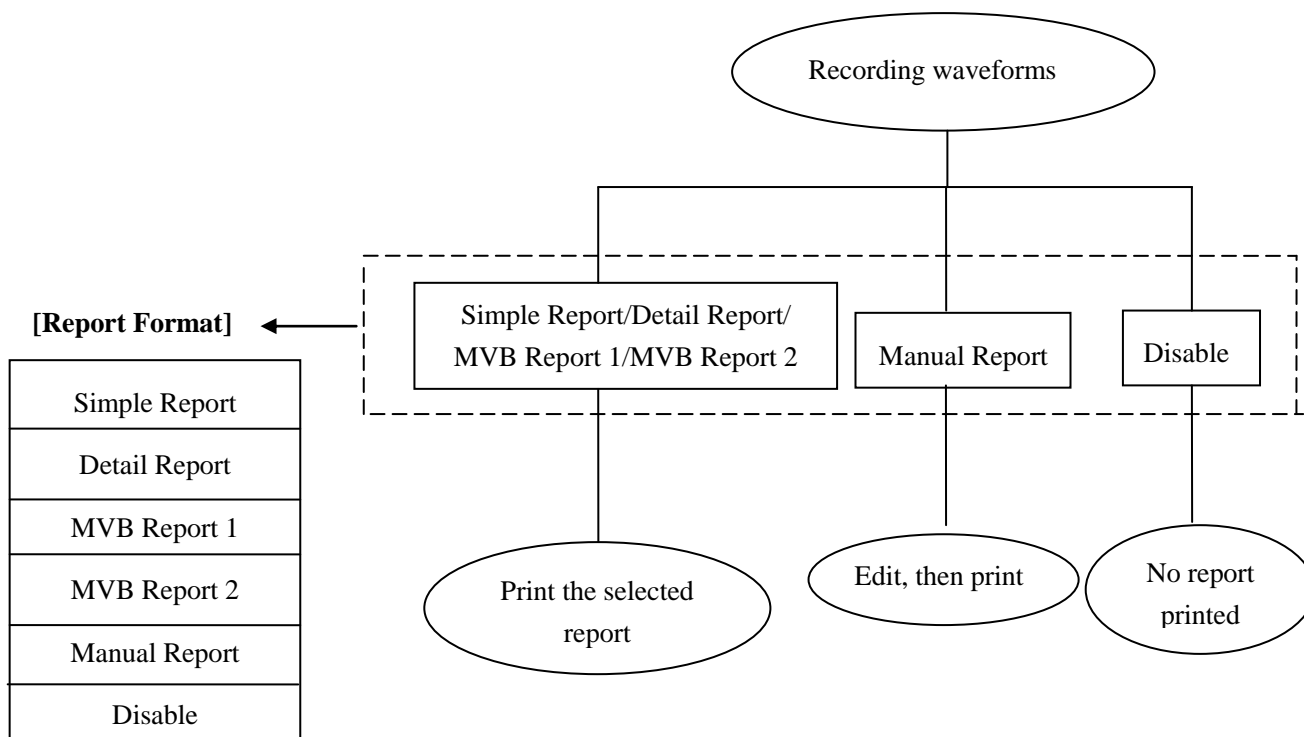 Recording waveforms
[Report Format]
Simple Report/Detail Report/
MVB Report 1/MVB Report 2
Manual Report
Disable
Simple Report
Detail Report
MVB Report 1
MVB Report 2
Manual Report
Disable
Print the selected
report
Edit, then print
No report
printed